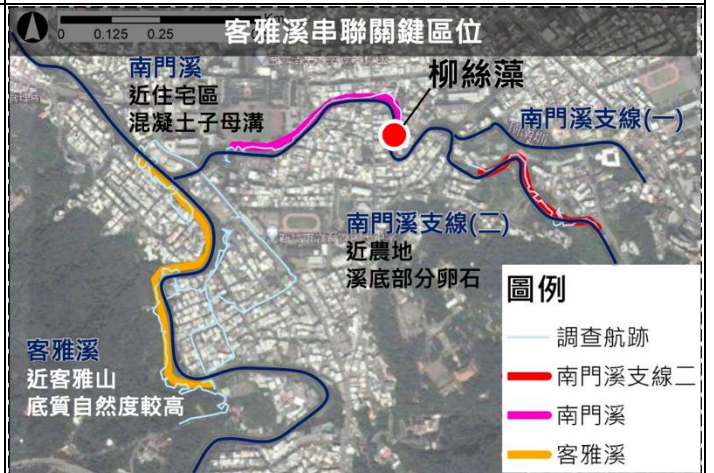 客雅溪串聯關鍵區位
0 0.125 0.25
南門溪
近住宅區
混凝土子母溝
柳絲藻
南門溪支線(一)
南門溪支線(二)
近農地
溪底部分卵石
客雅溪
近客雅山
底質自然度較高
圖例
調查航跡
南門溪支線二
南門溪
客雅溪